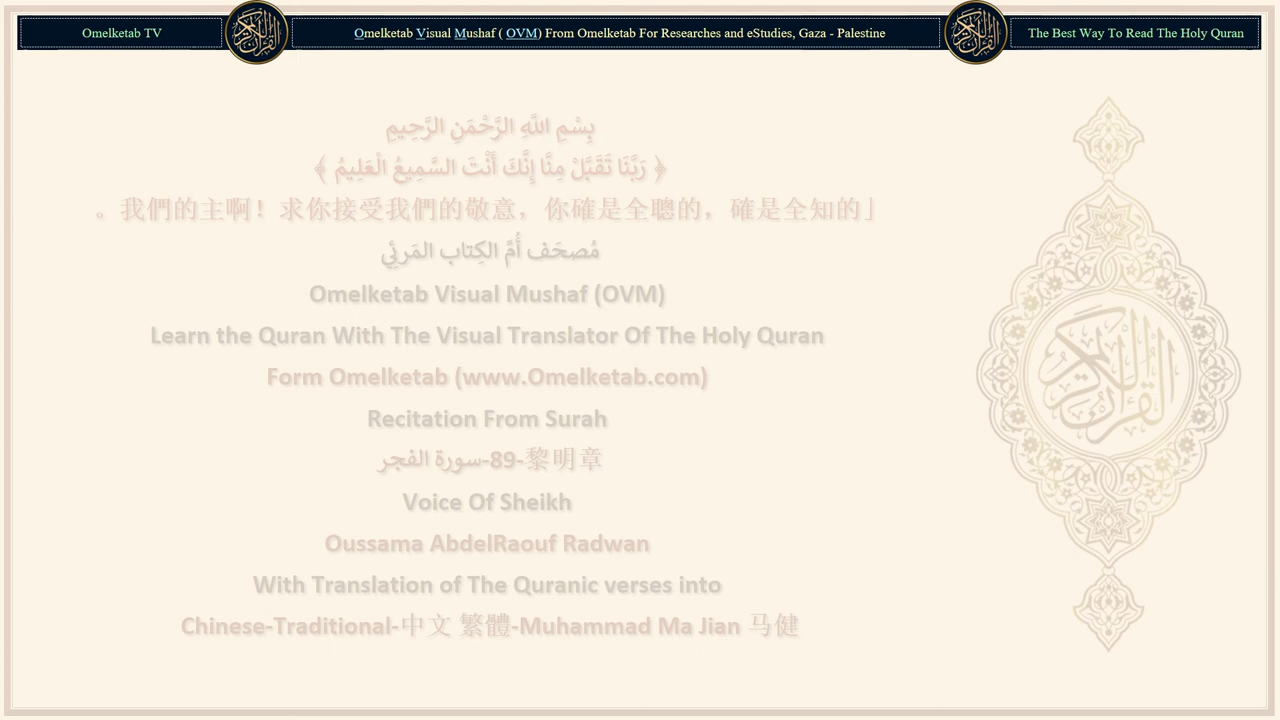 Omelketab TV
Omelketab Visual Mushaf ( OVM) From Omelketab For Researches and eStudies, Gaza - Palestine
The Best Way To Read The Holy Quran
بِسْمِ اللَّهِ الرَّحْمَنِ الرَّحِيمِ
﴿ رَبَّنَا تَقَبَّلْ مِنَّا إِنَّكَ أَنْتَ السَّمِيعُ الْعَلِيمُ ﴾
。我們的主啊！求你接受我們的敬意，你確是全聰的，確是全知的」
مُصحَف أُمِّ الكِتاب المَرئِي
Omelketab Visual Mushaf (OVM)
Learn the Quran With The Visual Translator Of The Holy Quran
Form Omelketab (www.Omelketab.com)
Recitation From Surah
سورة الفجر-89-黎明章
Voice Of Sheikh
Oussama AbdelRaouf Radwan
With Translation of The Quranic verses into
Chinese-Traditional-中文 繁體-Muhammad Ma Jian 马健